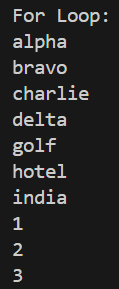 For Loop:
alpha
bravo
charlie
delta
golf
hotel
india
1
2
3